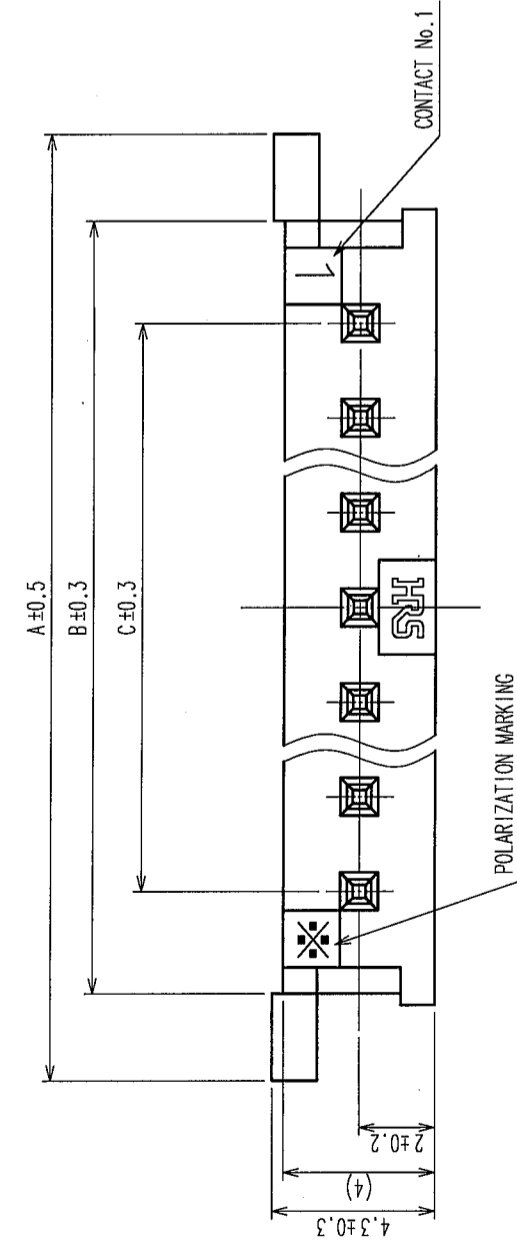 A±0.5
B±0.3
C±0.3
CONTACT No.1
1
HRS
※
POLARIZATION MARKING
2±0.2
(4)
4.3±0.3